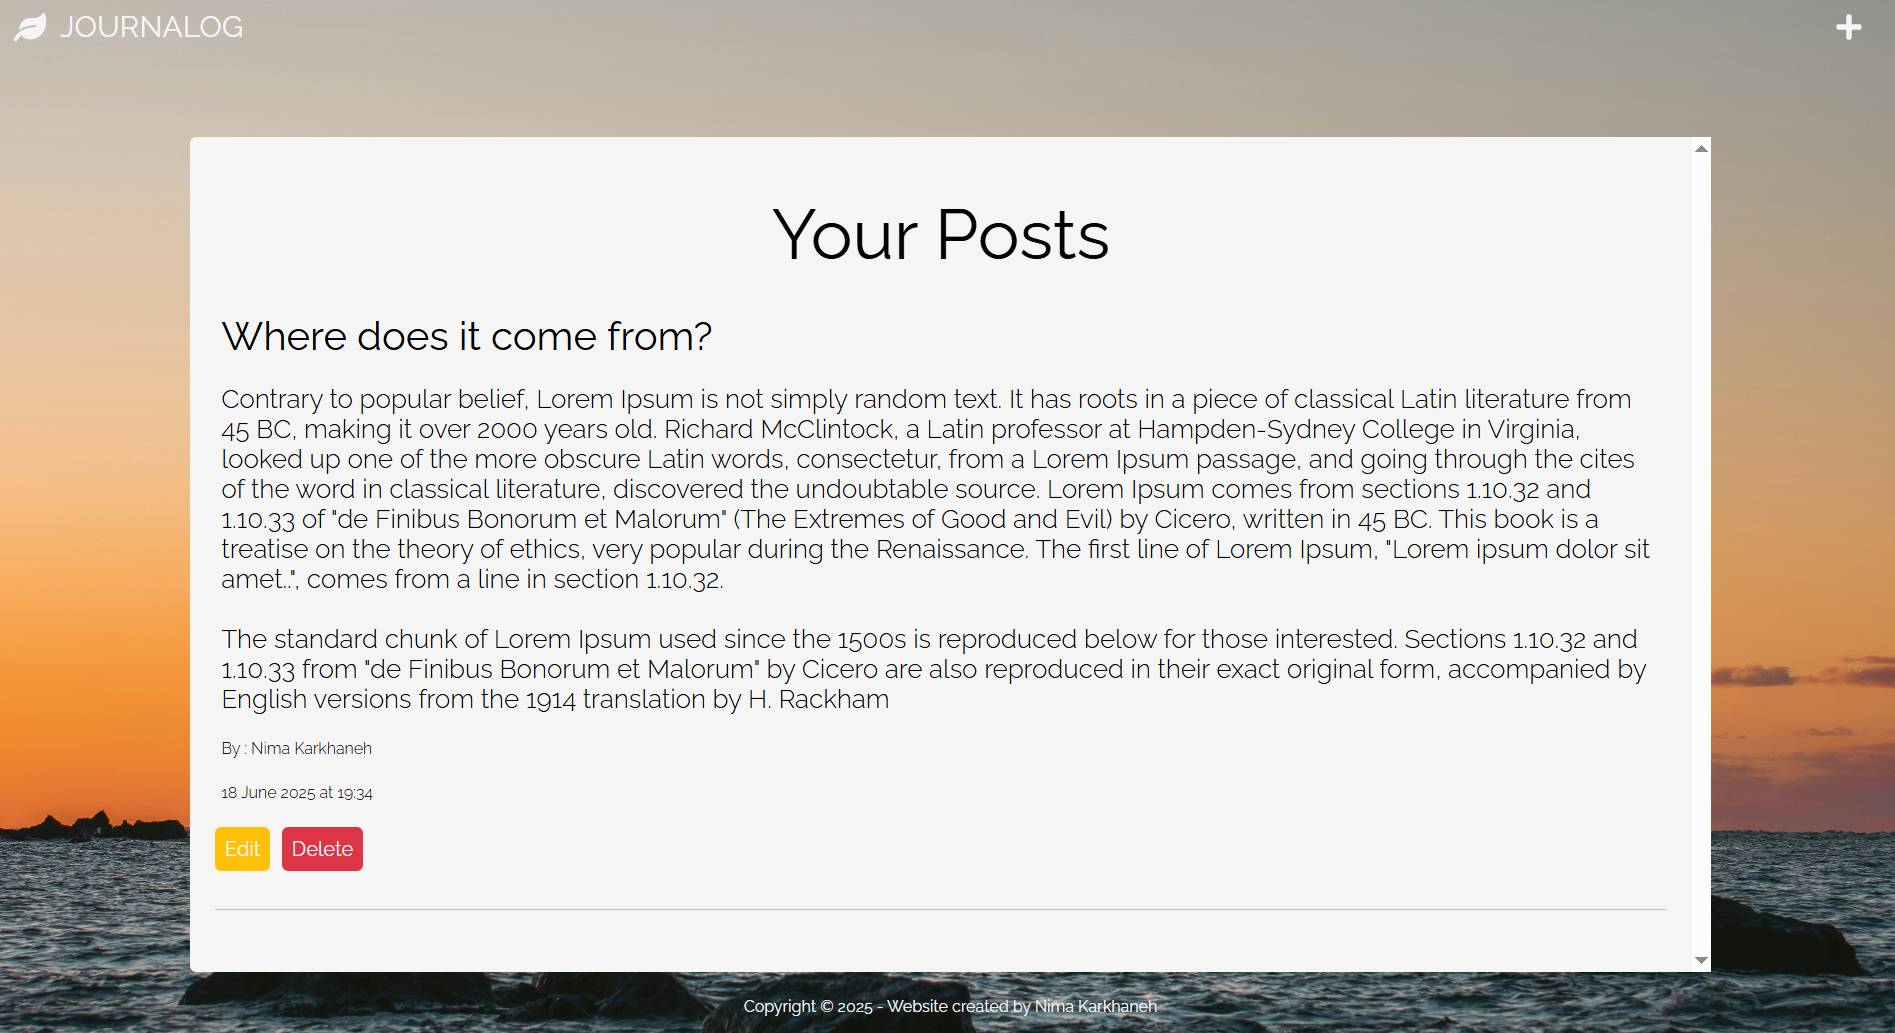 JOURNALOG
Your Posts
Where does it come from?
Contrary to popular belief, Lorem Ipsum is not simply random text. It has roots in a piece of classical Latin literature from
45 BC, making it over 2000 years old. Richard McClintock, a Latin professor at Hampden-Sydney College in Virginia,
looked up one of the more obscure Latin words, consectetur, from a Lorem Ipsum passage, and going through the cites
of the word in classical literature, discovered the undoubtable source. Lorem Ipsum comes from sections 1.10.32 and
1.10.33 of "de Finibus Bonorum et Malorum" (The Extremes of Good and Evil) by Cicero, written in 45 BC. This book is a
treatise on the theory of ethics, very popular during the Renaissance. The first line of Lorem Ipsum, "Lorem ipsum dolor sit
amet..", comes from a line in section 1.10.32.
The standard chunk of Lorem Ipsum used since the 1500s is reproduced below for those interested. Sections 1.10.32 and
1.10.33 from "de Finibus Bonorum et Malorum" by Cicero are also reproduced in their exact original form, accompanied by
English versions from the 1914 translation by H. Rackham
By : Nima Karkhaneh
18 June 2025 at 19:34
Edit Delete
Copyright © 2025 - Website created by Nima Karkhaneh